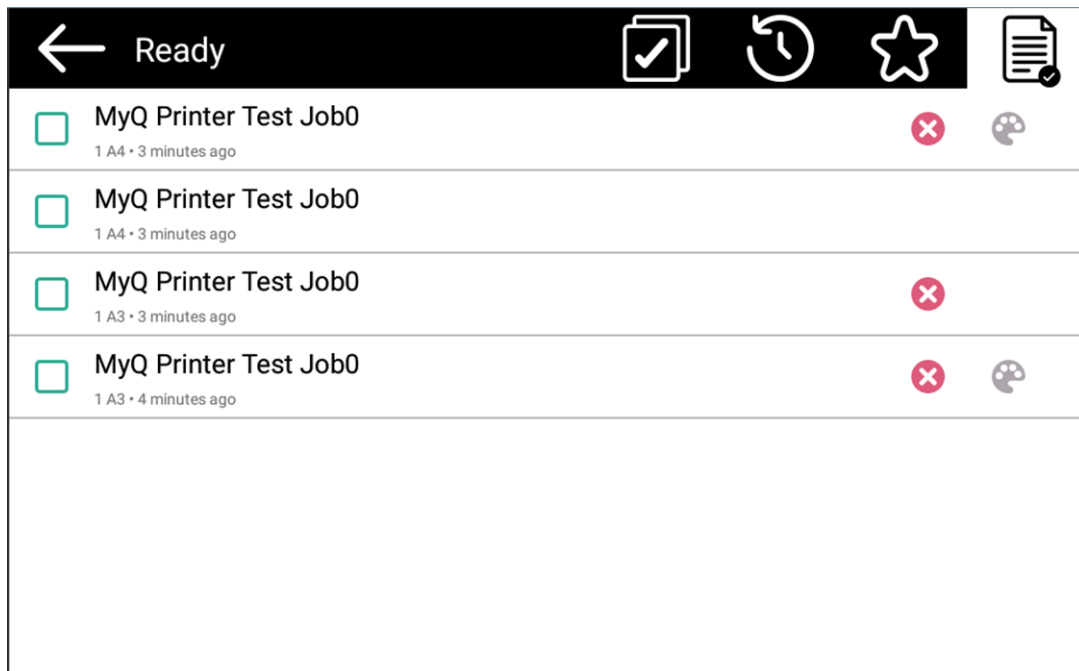 Ready
MyQ Printer Test Job0
1 A4 • 3 minutes ago
MyQ Printer Test Job0
1 A4 • 3 minutes ago
MyQ Printer Test Job0
1 A3 • 3 minutes ago
MyQ Printer Test Job0
1 A3 • 4 minutes ago